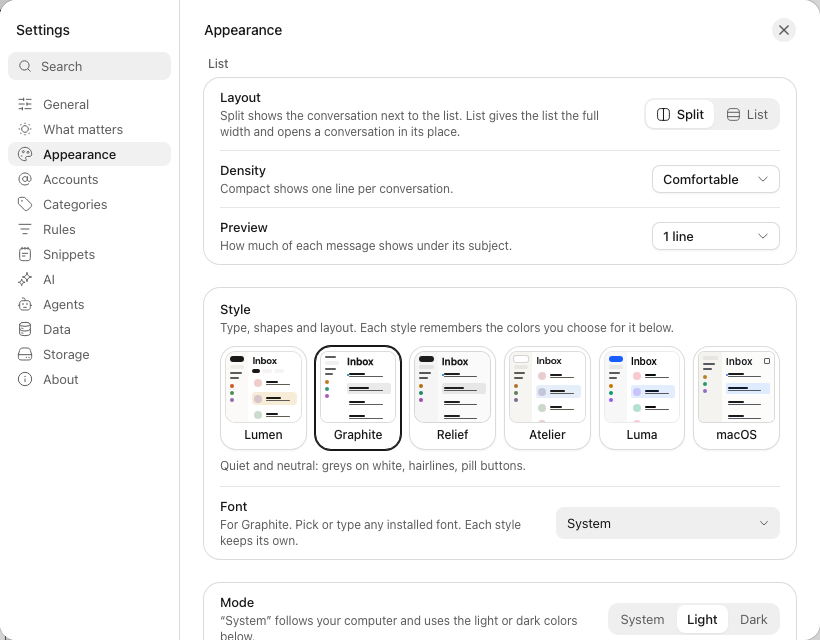 Settings
Search
General
What matters
Appearance
Accounts
Categories
Rules
Snippets
AI
Agents
Data
Storage
About
Appearance
List
Layout
Split shows the conversation next to the list. List gives the list the full
width and opens a conversation in its place.
Split
List
Density
Compact shows one line per conversation.
Comfortable
Preview
How much of each message shows under its subject.
1 line
Style
Type, shapes and layout. Each style remembers the colors you choose for it below.
Inbox
Lumen
Inbox
Graphite
Inbox
Relief
Inbox
Atelier
Inbox
Luma
Inbox
macOS
Quiet and neutral: greys on white, hairlines, pill buttons.
Font
For Graphite. Pick or type any installed font. Each style
keeps its own.
System
Mode
“System” follows your computer and uses the light or dark colors
below.
System
Light
Dark